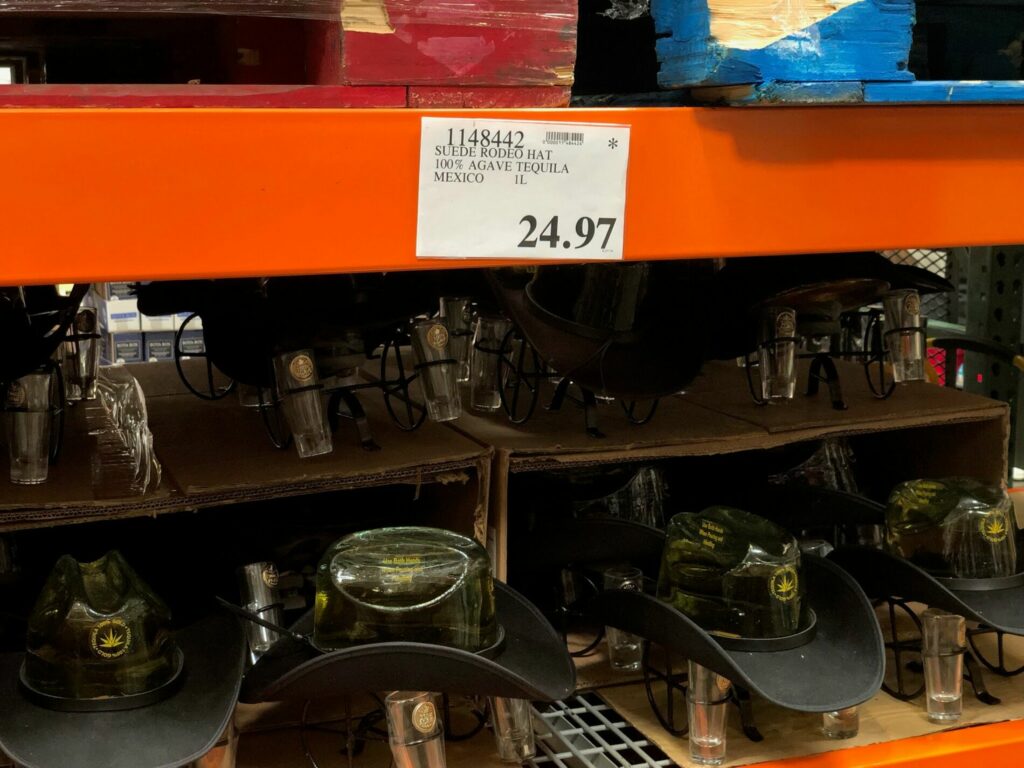 1148442
*
SUEDE RODEO HAT
100% AGAVE TEQUILA
MEXICO 1L
24.97